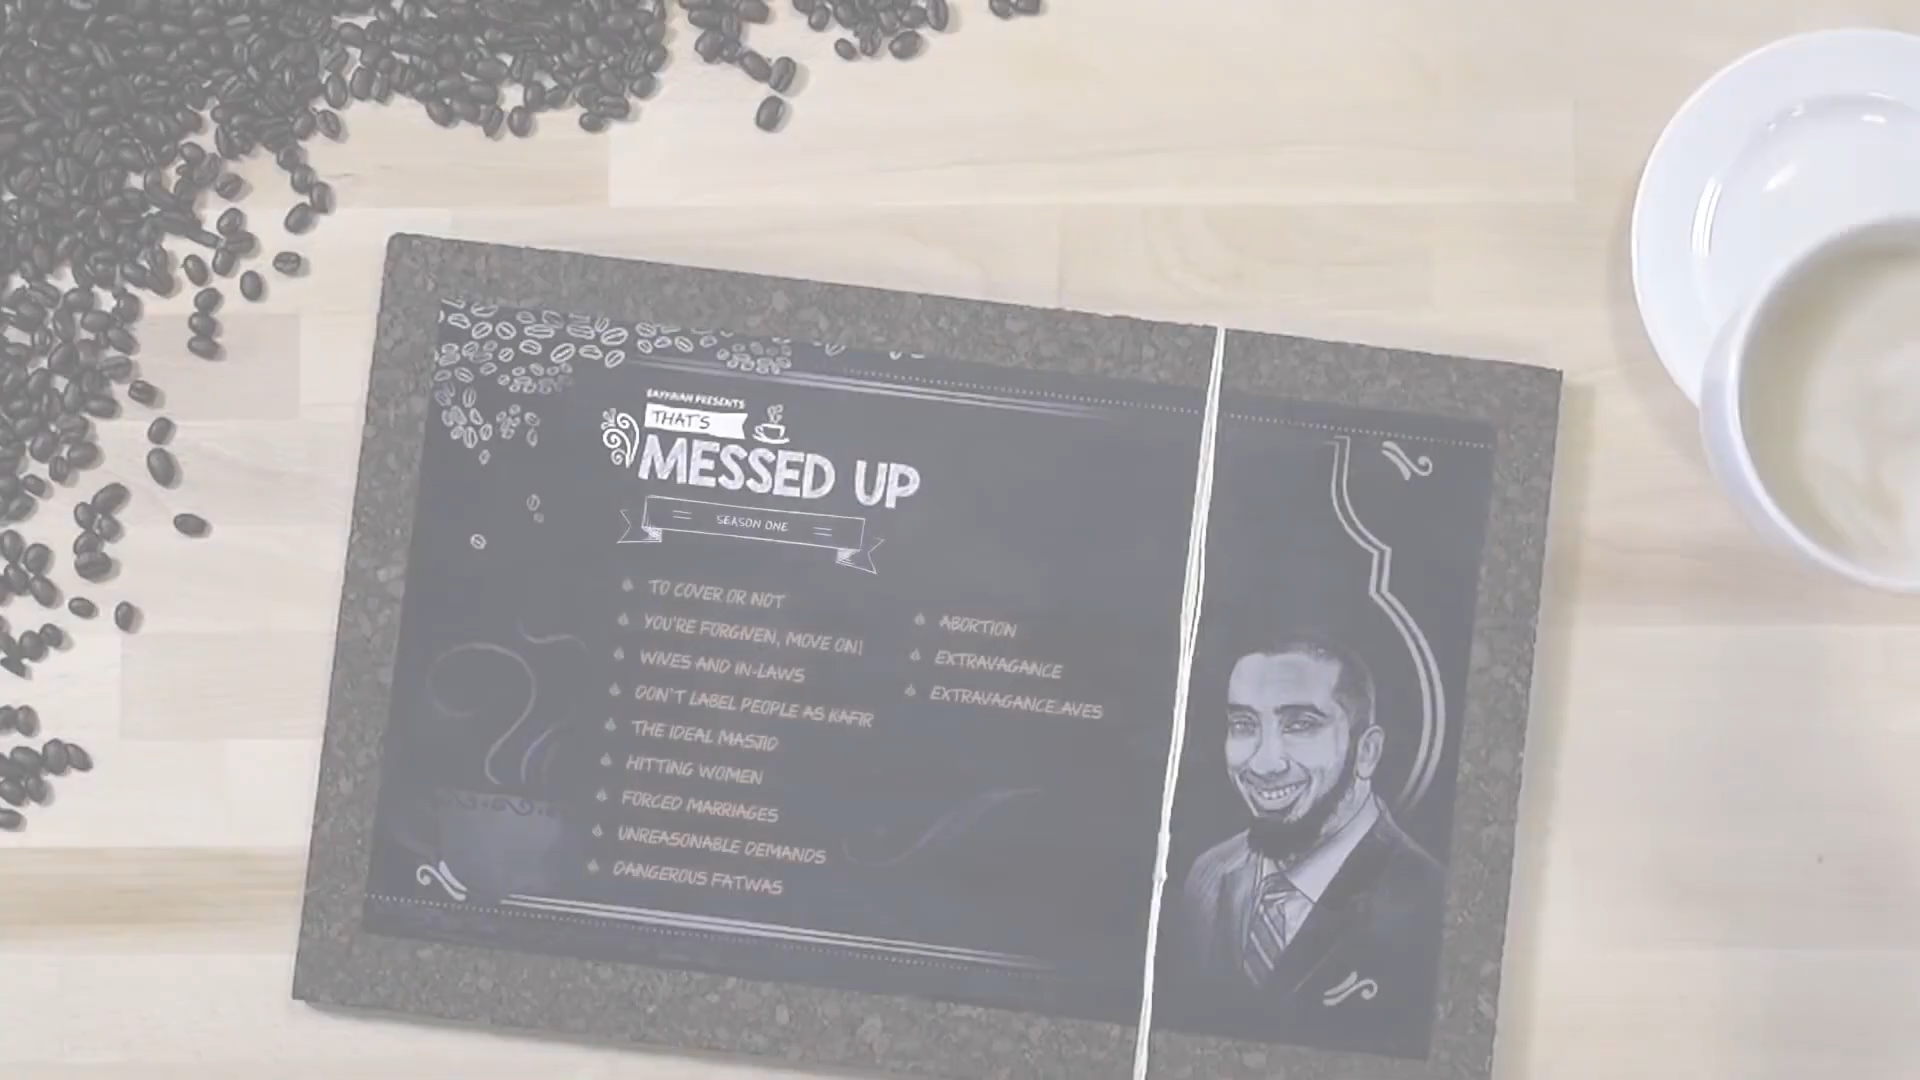 BAYYINAH PRESENTS
THAT'S
MESSED UP
SEASON ONE
TO COVER OR NOT
YOU'RE FORGIVEN, MOVE ON!
WIVES AND IN-LAWS
DON'T LABEL PEOPLE AS KAFIR
THE IDEAL MASJID
HITTING WOMEN
FORCED MARRIAGES
UNREASONABLE DEMANDS
DANGEROUS FATWAS
ABORTION
EXTRAVAGANCE
EXTRAVAGANCE..AVES